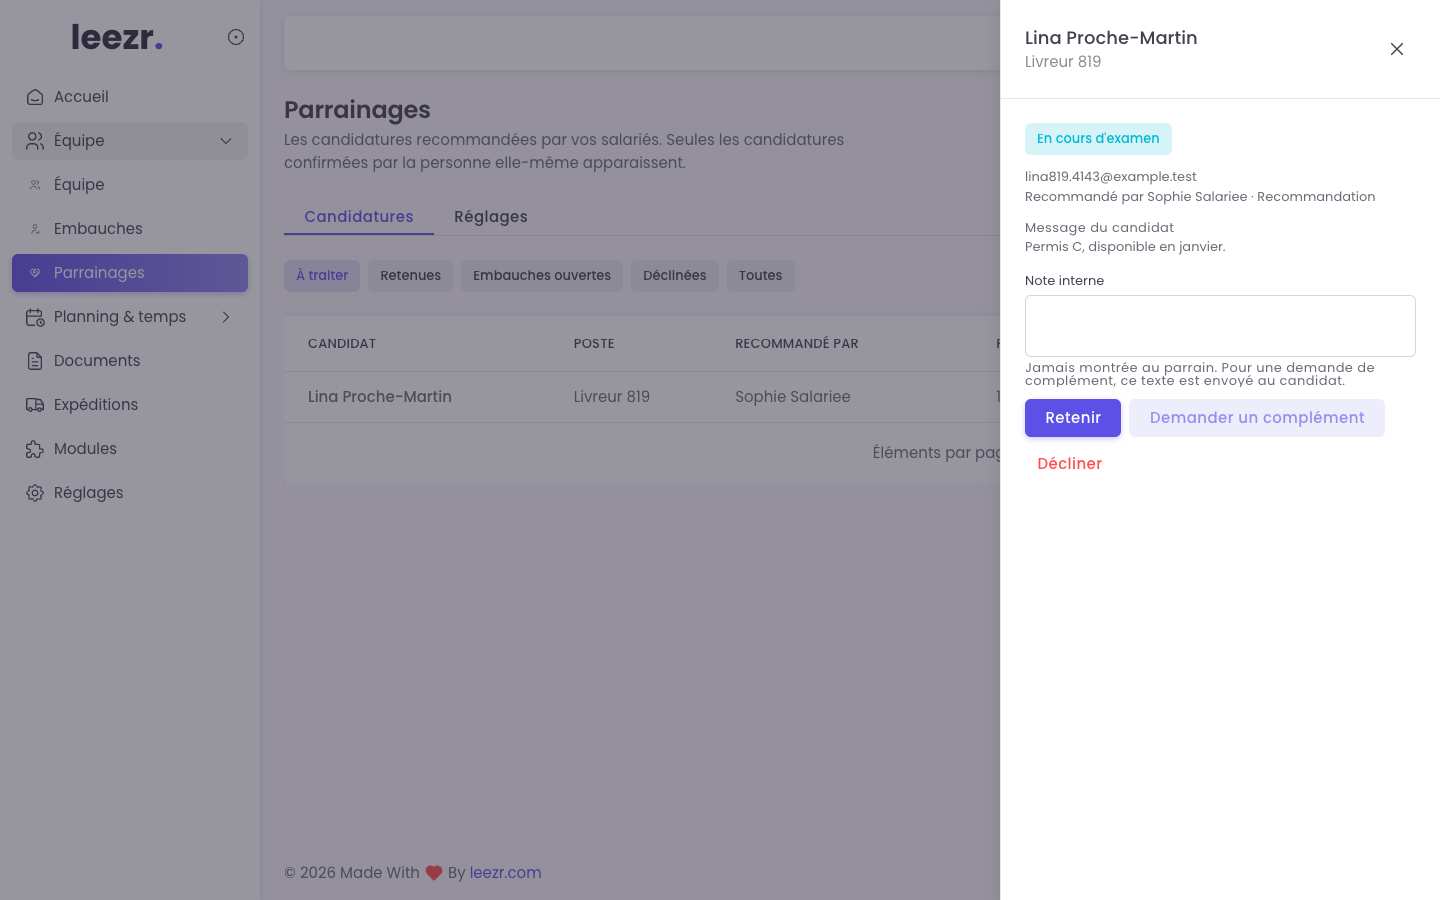 leezr.
Accueil
Équipe
Équipe
Embauches
Parrainages
Planning & temps
Documents
Expéditions
Modules
Réglages
Parrainages
Les candidatures recommandées par vos salariés. Seules les candidatures
confirmées par la personne elle-même apparaissent.
Candidatures Réglages
À traiter Retenues Embauches ouvertes Déclinées Toutes
CANDIDAT POSTE RECOMMANDÉ PAR
Lina Proche-Martin Livreur 819 Sophie Salariee
Éléments par pag
© 2026 Made With By leezr.com
Lina Proche-Martin
Livreur 819
En cours d'examen
lina819.4143@example.test
Recommandé par Sophie Salariee · Recommandation
Message du candidat
Permis C, disponible en janvier.
Note interne
Jamais montrée au parrain. Pour une demande de
complément, ce texte est envoyé au candidat.
Retenir Demander un complément
Décliner